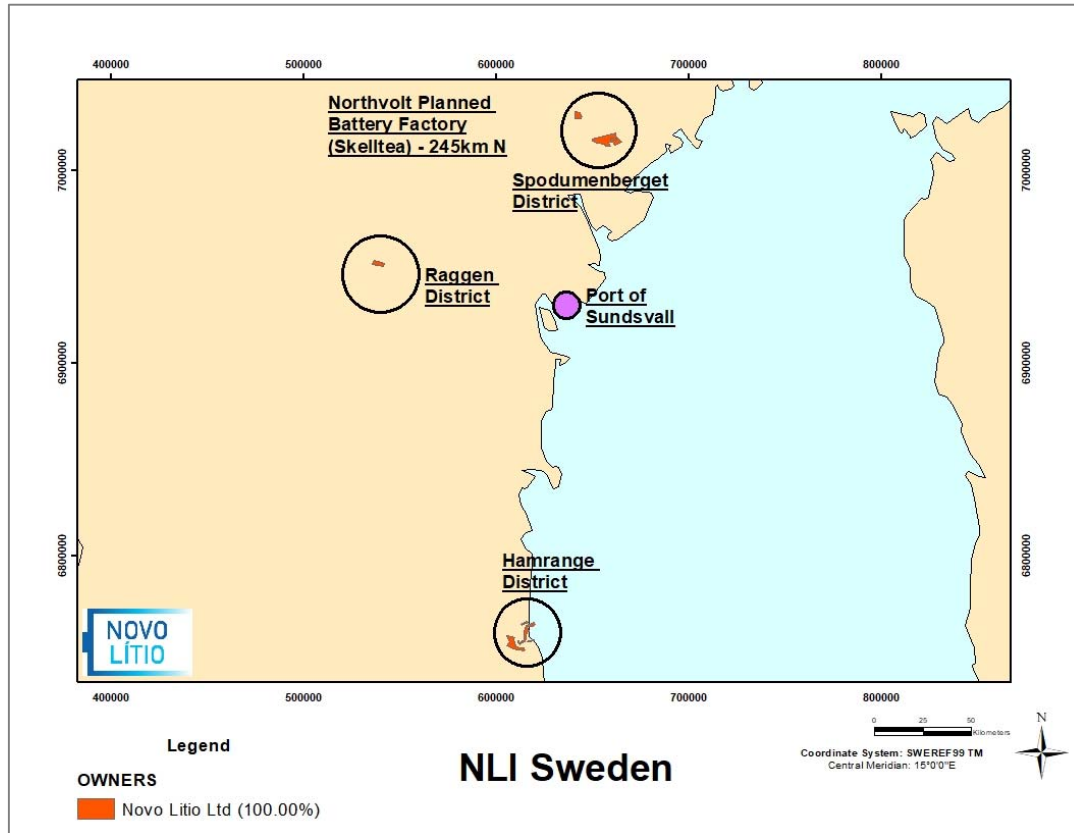 400000 500000 600000 700000 800000
Northvolt Planned
Battery Factory
(Skelltea) - 245km N
7000000
7000000
Spodumenberget
District
Raggen
District
Port of
Sundsvall
6900000
6900000
6800000
6800000
Hamrange
District
NOVO
LÍTIO
400000 500000 600000 700000 800000
Legend
OWNERS
Novo Litio Ltd (100.00%)
NLI Sweden
0 25 50
Kilometers
Coordinate System: SWEREF99 TM
Central Meridian: 15°0'0"E
N